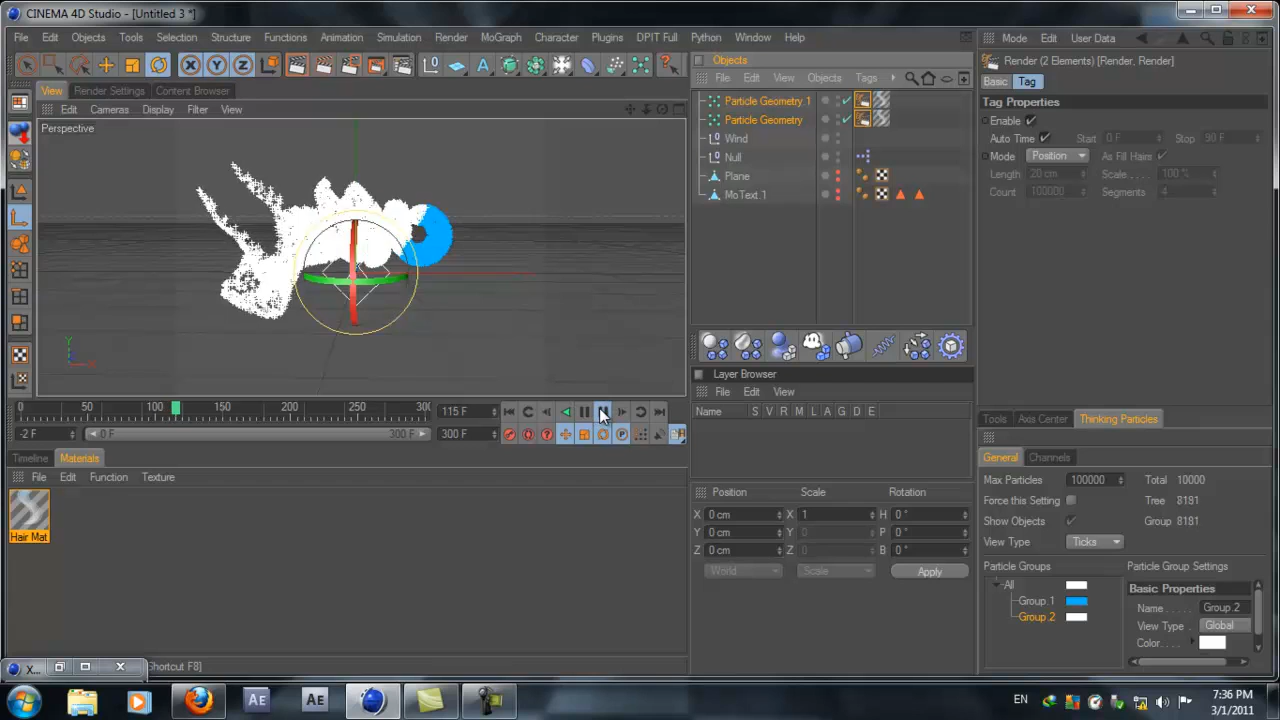 CINEMA 4D Studio - [Untitled 3 *]
File Edit Objects Tools Selection Structure Functions Animation Simulation Render MoGraph Character Plugins DPIT Full Python Window Help
View Render Settings Content Browser
Edit Cameras Display Filter View
Perspective
Y
X
0 50 100 150 200 250 300 115 F
-2 F 0 F 300 F 300 F
Timeline Materials
File Edit Function Texture
Hair Mat
X... [Shortcut F8]
Objects
File Edit View Objects Tags
Particle Geometry.1
Particle Geometry
Wind
Null
Plane
MoText.1
Layer Browser
File Edit View
Name S V R M L A G D E
Position Scale Rotation
X 0 cm X 1 H 0 °
Y 0 cm Y 0 P 0 °
Z 0 cm Z 0 B 0 °
World Scale Apply
Mode Edit User Data
Render (2 Elements) [Render, Render]
Basic Tag
Tag Properties
Enable
Auto Time Start 0 F Stop 90 F
Mode Position As Fill Hairs
Length 20 cm Scale. . . 100 %
Count 100000 Segments 4
Tools Axis Center Thinking Particles
General Channels
Max Particles 100000 Total 10000
Force this Setting Tree 8181
Show Objects Group 8181
View Type Ticks
Particle Groups Particle Group Settings
All Basic Properties
Group.1 Name . . . . . Group.2
Group.2 View Type . Global
Color. . . .
EN
7:36 PM
3/1/2011